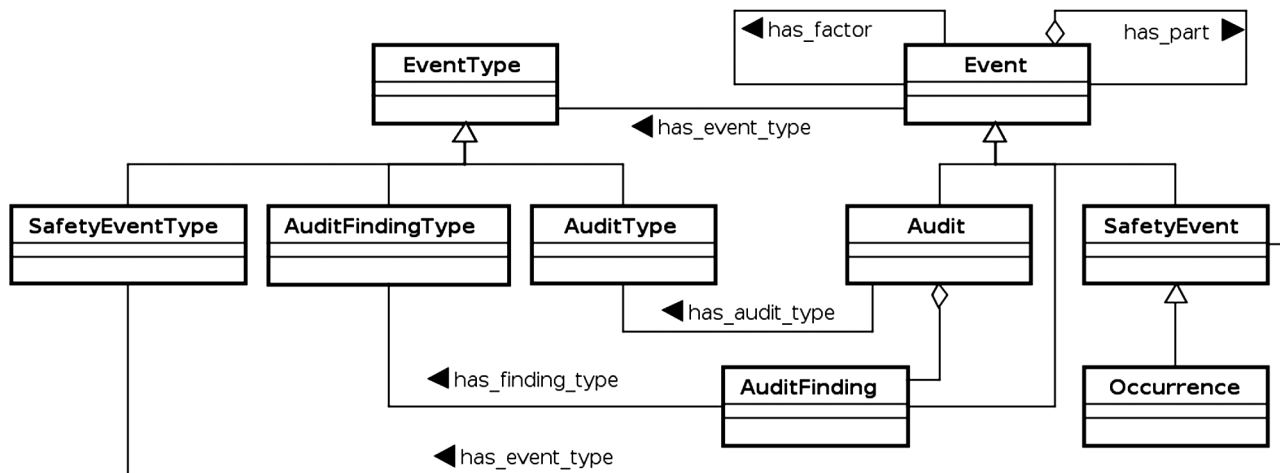 has_factor
has_part
EventType
Event
has_event_type
SafetyEventType
AuditFindingType
AuditType
Audit
SafetyEvent
has_audit_type
has_finding_type
AuditFinding
Occurrence
has_event_type